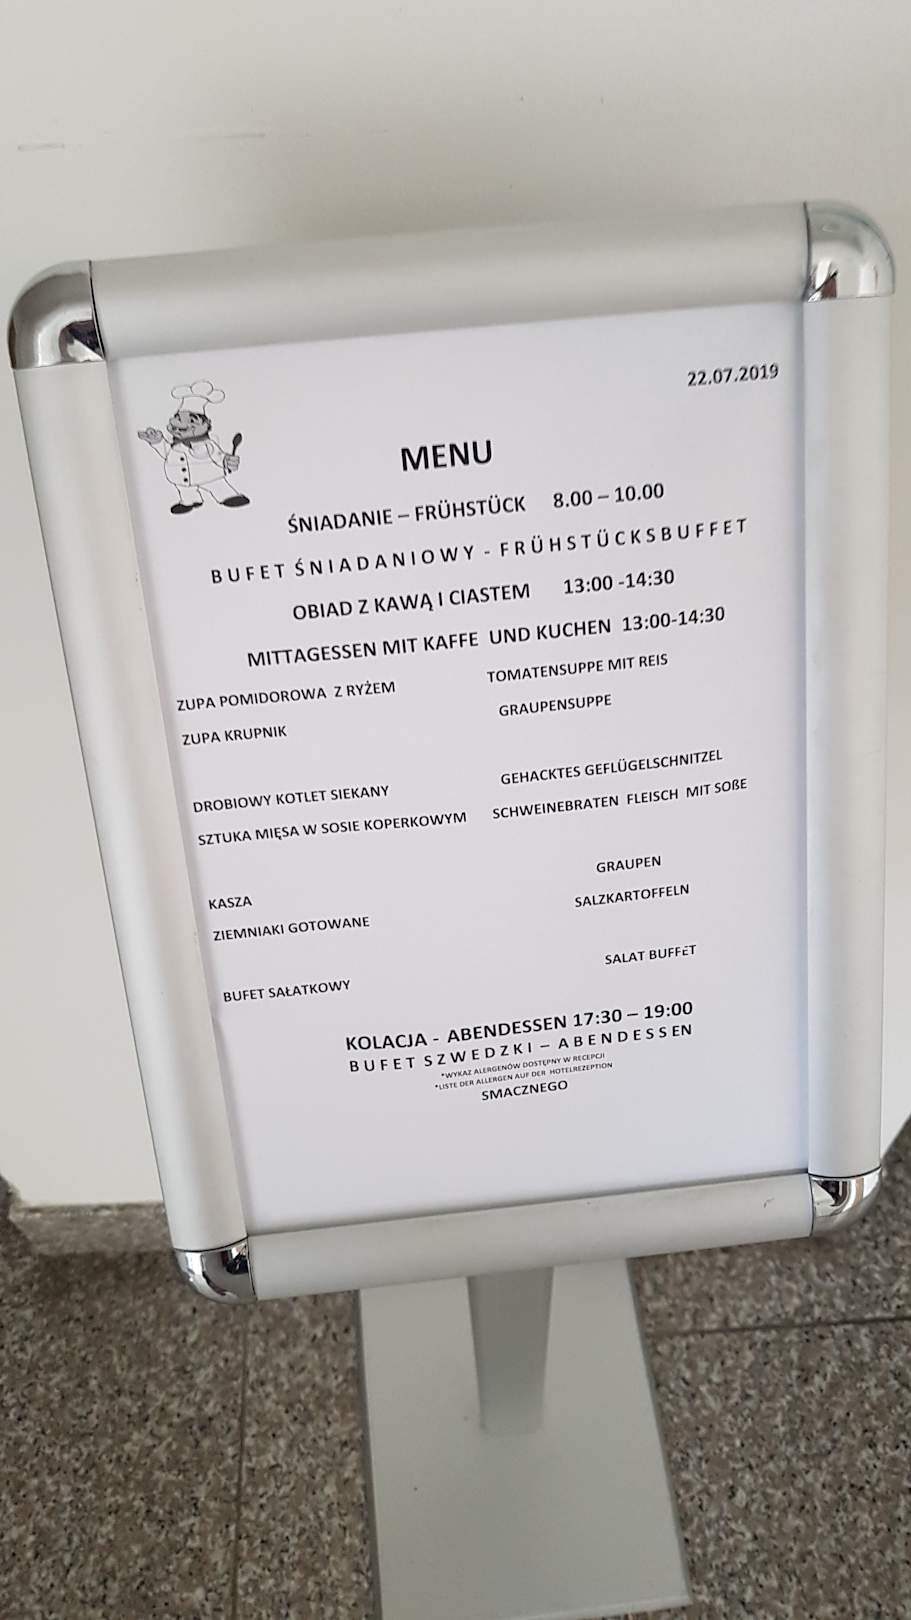 22.07.2019
MENU
ŚNIADANIE – FRÜHSTÜCK 8.00 – 10.00
BUFET ŚNIADANIOWY - FRÜHSTÜCKSBUFFET
OBIAD Z KAWĄ I CIASTEM 13:00 -14:30
MITTAGESSEN MIT KAFFE UND KUCHEN 13:00-14:30
ZUPA POMIDOROWA Z RYŻEM TOMATENSUPPE MIT REIS
ZUPA KRUPNIK GRAUPENSUPPE
DROBIOWY KOTLET SIEKANY GEHACKTES GEFLÜGELSCHNITZEL
SZTUKA MIĘSA W SOSIE KOPERKOWYM SCHWEINEBRATEN FLEISCH MIT SOßE
KASZA GRAUPEN
ZIEMNIAKI GOTOWANE SALZKARTOFFELN
BUFET SAŁATKOWY SALAT BUFFET
KOLACJA - ABENDESSEN 17:30 – 19:00
BUFET SZWEDZKI – ABENDESSEN
*WYKAZ ALERGENÓW DOSTĘPNY W RECEPCJI
*LISTE DER ALLERGEN AUF DER HOTELREZEPTION
SMACZNEGO